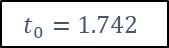 t₀ = 1.742